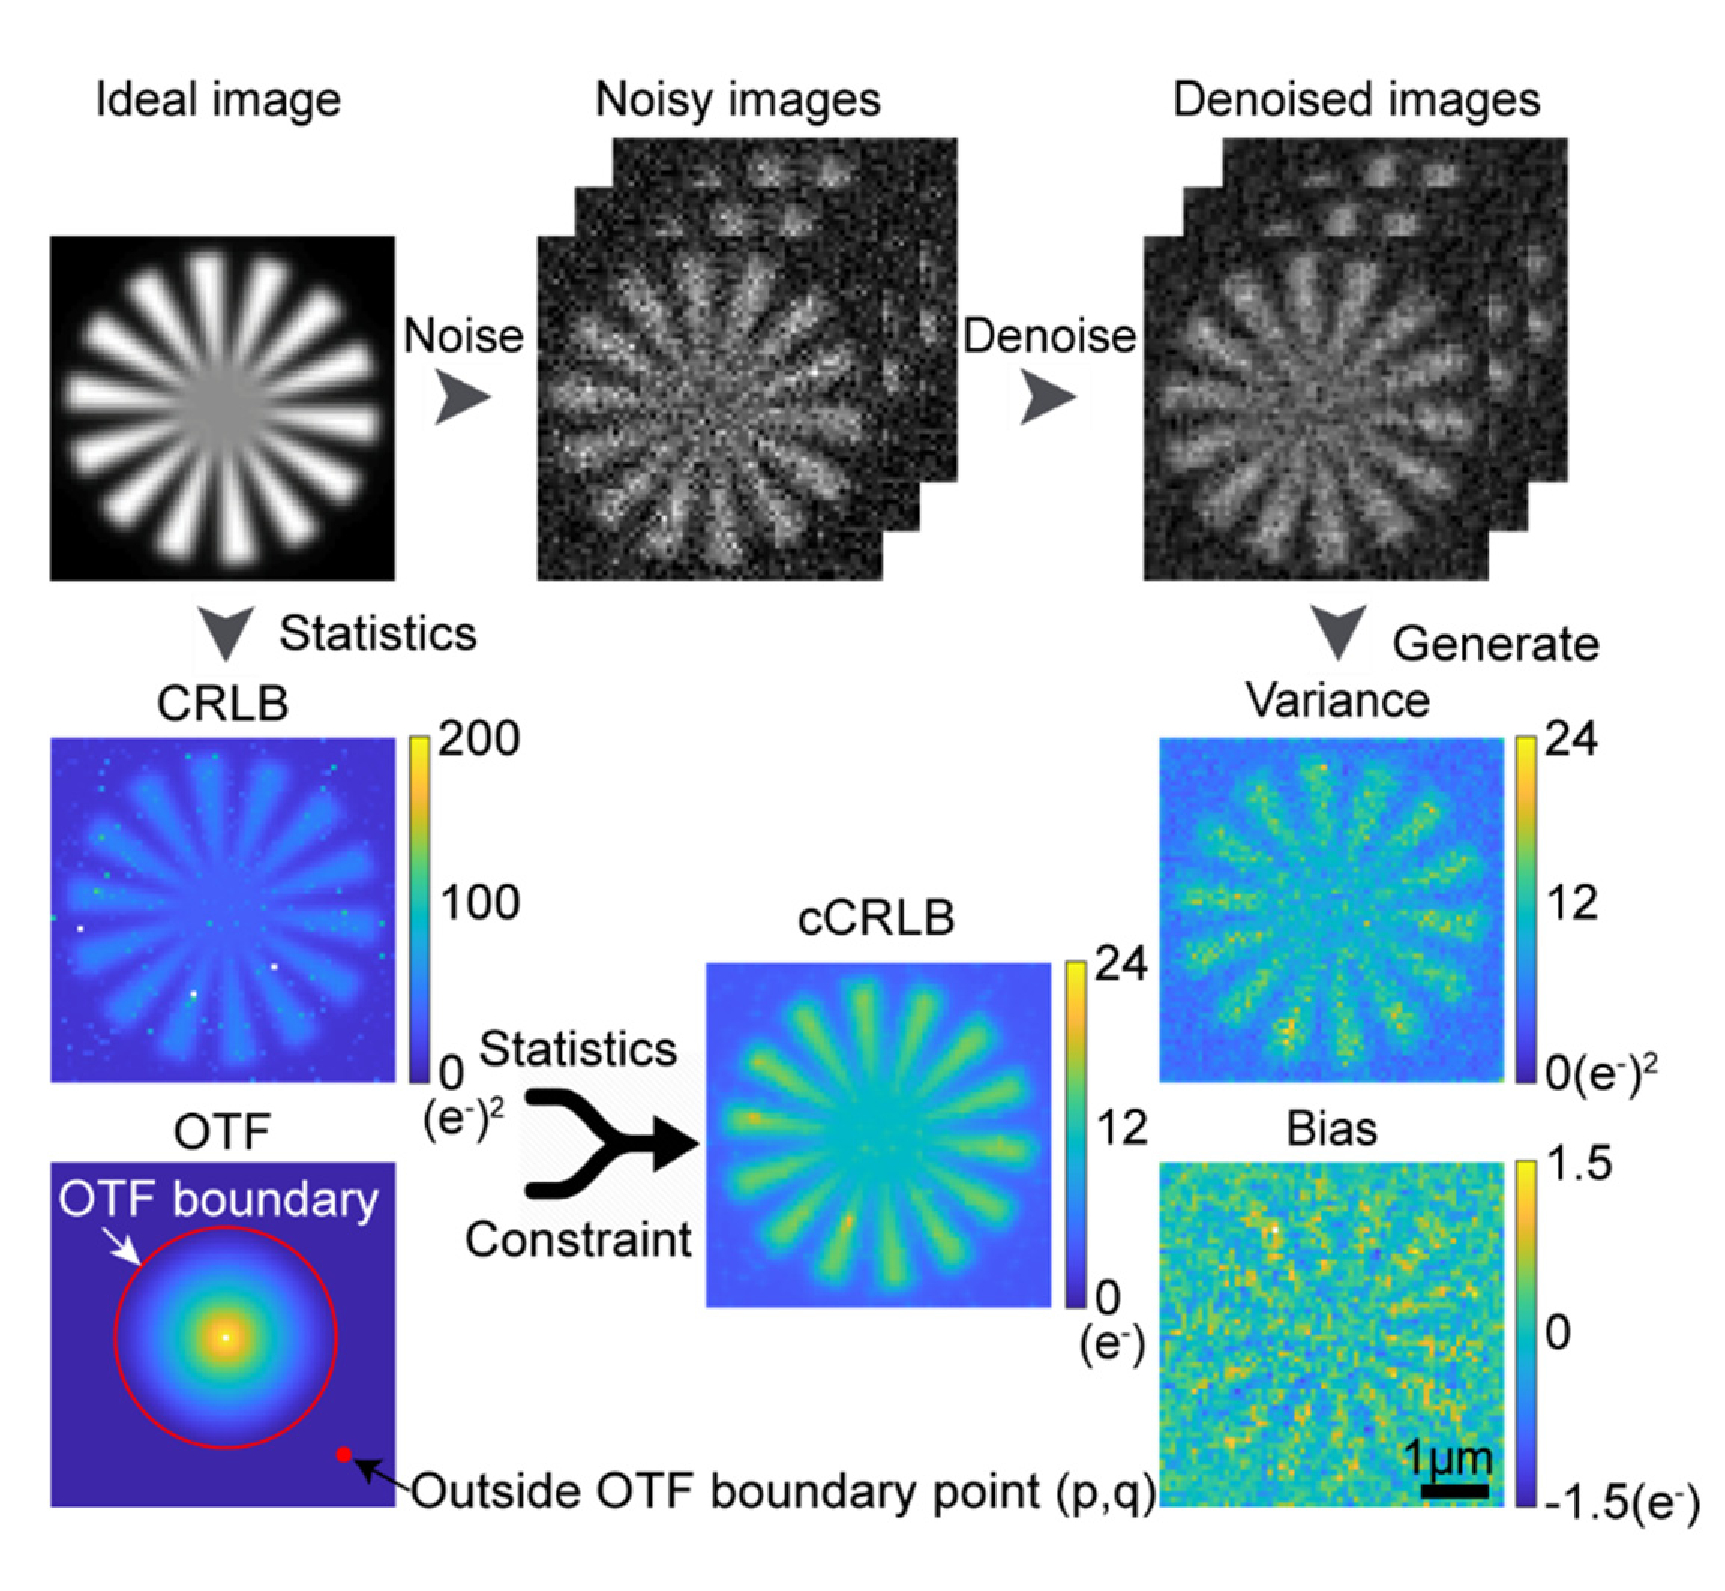 Ideal image
Noisy images
Denoised images
Noise
Denoise
Statistics
Generate
CRLB
200
100
0
(e⁻)²
Variance
24
12
0(e⁻)²
cCRLB
24
12
0
(e⁻)
Statistics
Constraint
OTF
OTF boundary
Outside OTF boundary point (p,q)
Bias
1.5
0
-1.5(e⁻)
1μm